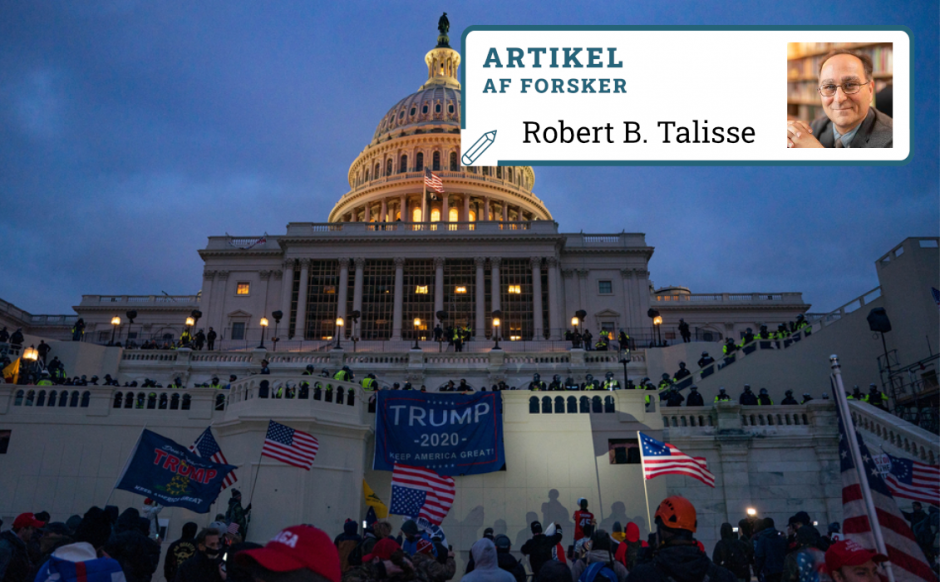 ARTIKEL
AF FORSKER
Robert B. Talisse
TRUMP
-2020-
KEEP AMERICA GREAT!
TRUMP